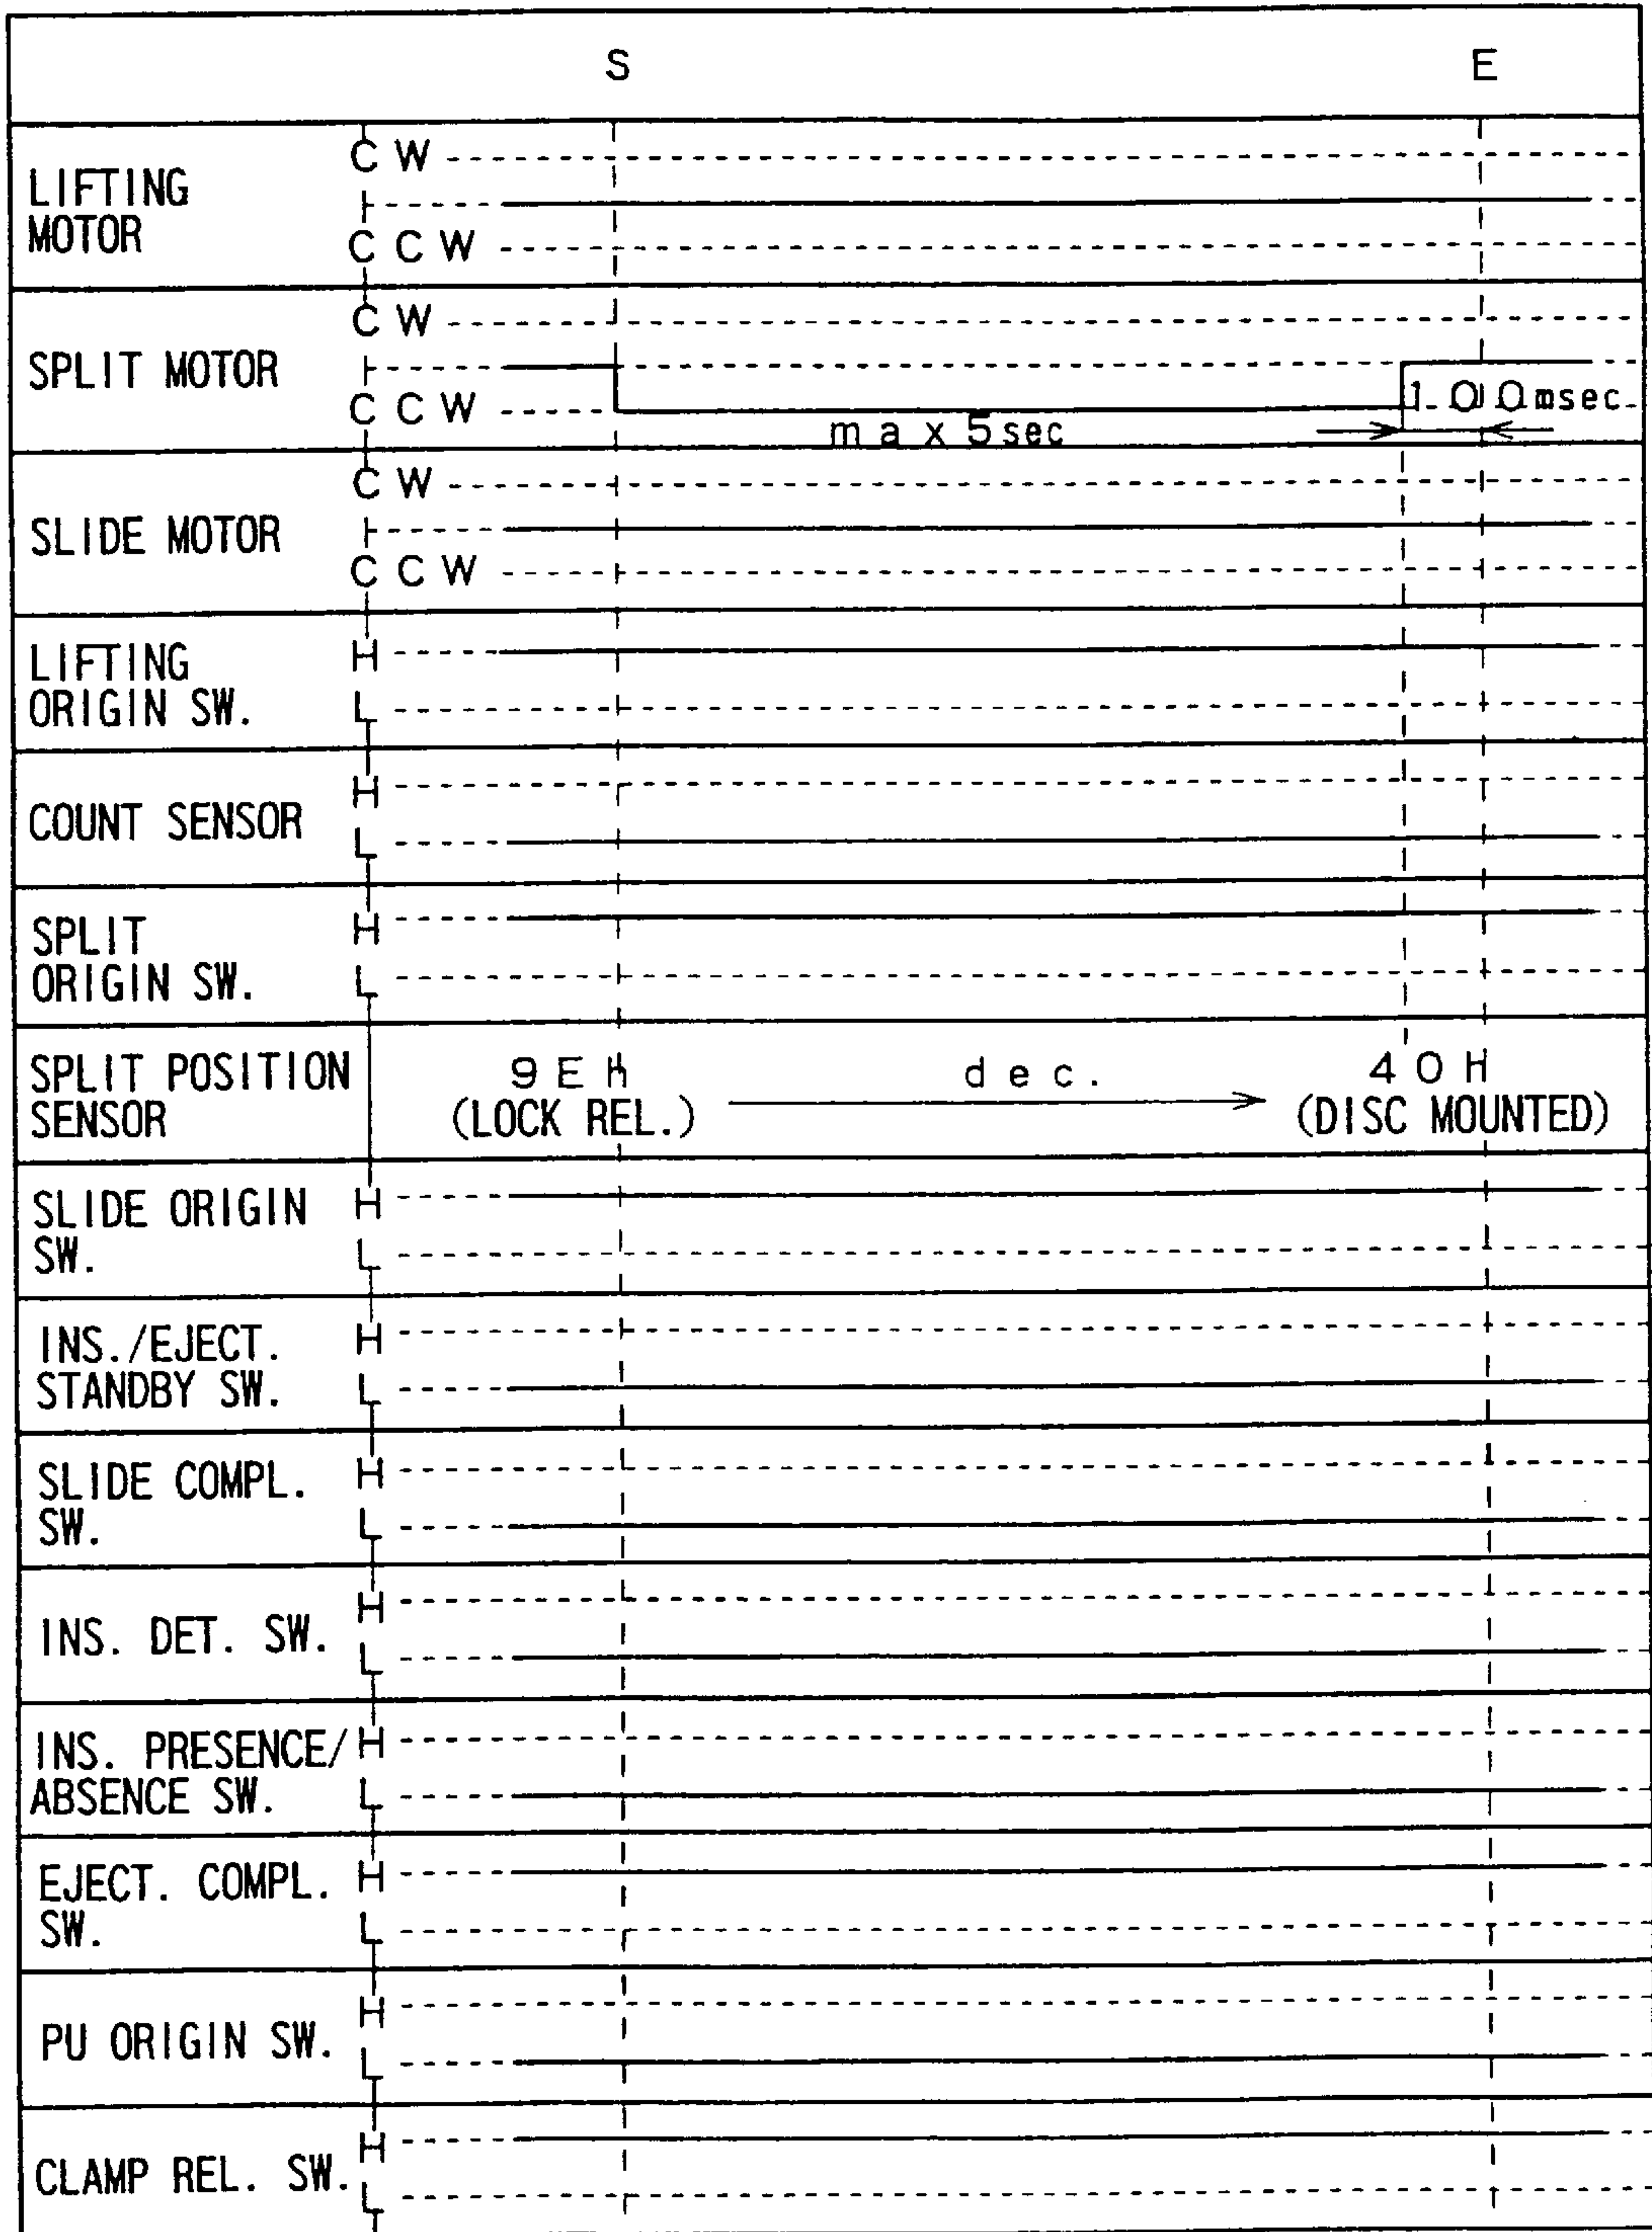 S E
CW
LIFTING
MOTOR
CCW
CW
SPLIT MOTOR
CCW
100msec
max 5sec
CW
SLIDE MOTOR
CCW
LIFTING
ORIGIN SW.
H
L
COUNT SENSOR
H
L
SPLIT
ORIGIN SW.
H
L
SPLIT POSITION
SENSOR
9EH
(LOCK REL.)
dec.
40H
(DISC MOUNTED)
SLIDE ORIGIN
SW.
H
L
INS./EJECT.
STANDBY SW.
H
L
SLIDE COMPL.
SW.
H
L
INS. DET. SW.
H
L
INS. PRESENCE/
ABSENCE SW.
H
L
EJECT. COMPL.
SW.
H
L
PU ORIGIN SW.
H
L
CLAMP REL. SW.
H
L